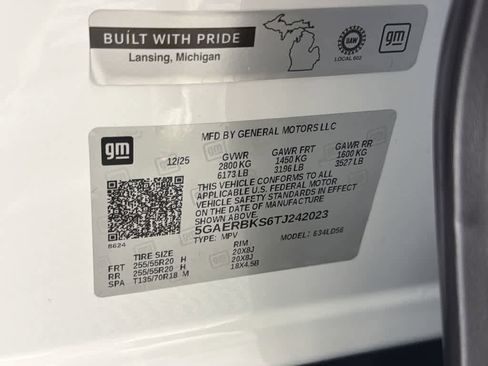 BUILT WITH PRIDE
Lansing, Michigan
UAW
LOCAL 602
gm
gm
MFD BY GENERAL MOTORS LLC
12/25 GVWR GAWR FRT GAWR RR
2800 KG 1450 KG 1600 KG
6173 LB 3196 LB 3527 LB
THIS VEHICLE CONFORMS TO ALL
APPLICABLE U.S. FEDERAL MOTOR
VEHICLE SAFETY STANDARDS IN EFFECT
ON THE DATE OF MANUFACTURE
SHOWN ABOVE.
5GAERBKS6TJ242023
8624
TYPE: MPV MODEL: 634LD56
TIRE SIZE RIM
FRT 255/55R20 H 20X8J
RR 255/55R20 H 20X8J
SPA T135/70R18 M 18X4.5B